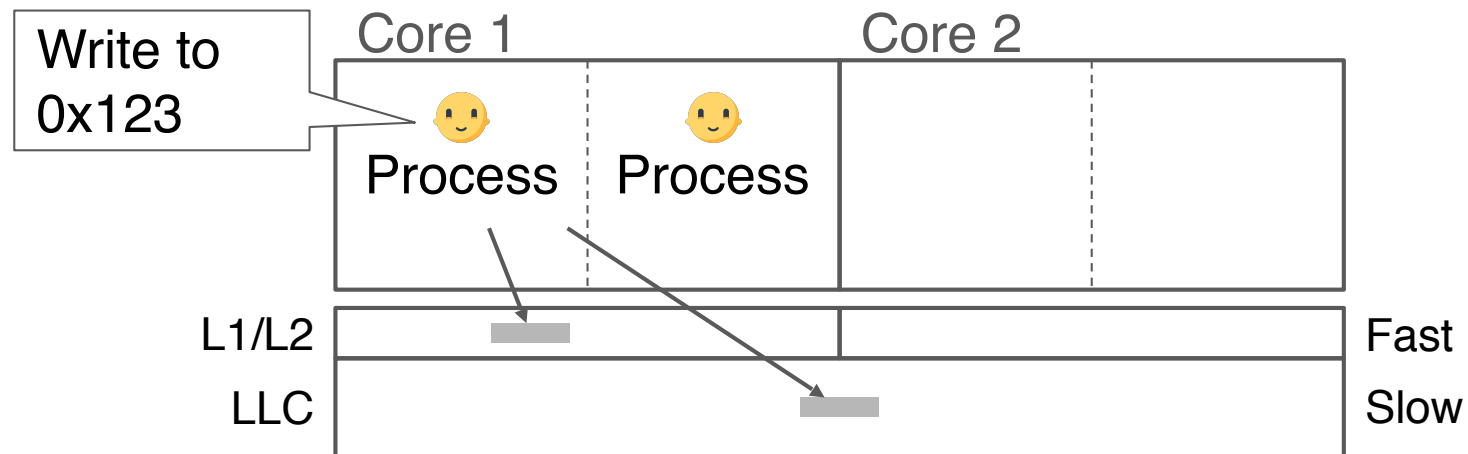 Write to
0x123
Core 1
Core 2
Process
Process
L1/L2
Fast
LLC
Slow